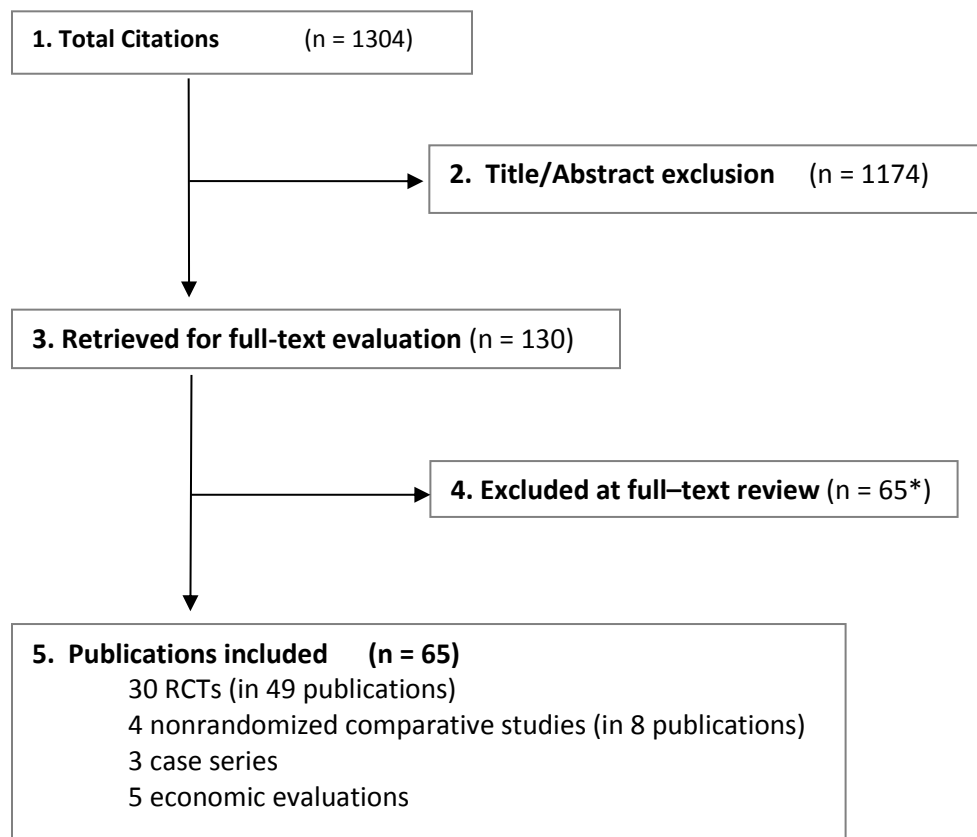 1. Total Citations (n = 1304)
2. Title/Abstract exclusion (n = 1174)
3. Retrieved for full-text evaluation (n = 130)
4. Excluded at full–text review (n = 65*)
5. Publications included (n = 65)
30 RCTs (in 49 publications)
4 nonrandomized comparative studies (in 8 publications)
3 case series
5 economic evaluations